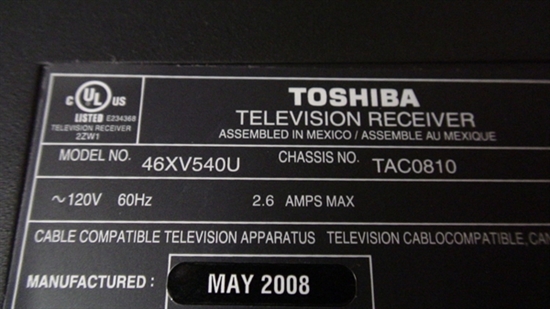 C UL US
LISTED E234368
TELEVISION RECEIVER
2ZW1
TOSHIBA
TELEVISION RECEIVER
ASSEMBLED IN MEXICO / ASSEMBLE AU MEXIQUE
MODEL NO. 46XV540U CHASSIS NO. TAC0810
~120V 60Hz 2.6 AMPS MAX
CABLE COMPATIBLE TELEVISION APPARATUS TELEVISION CABLOCOMPATIBLE, CAN
MANUFACTURED : MAY 2008